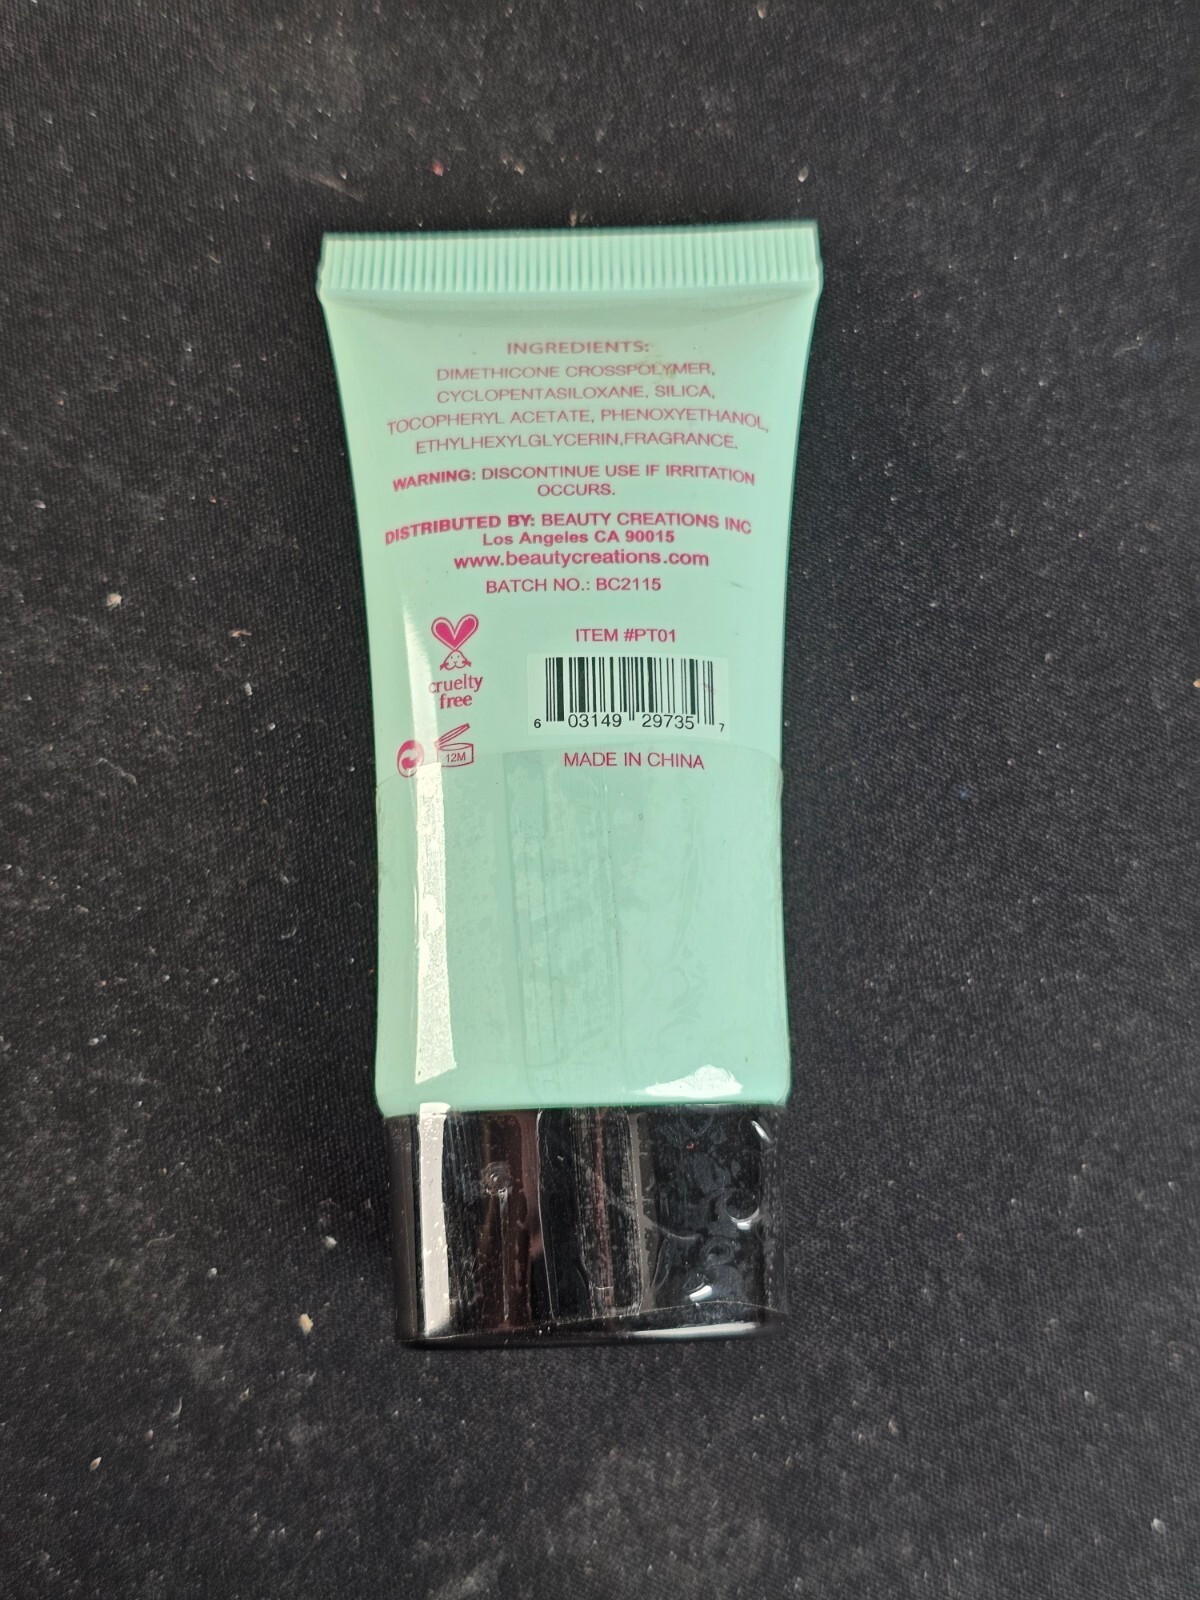 INGREDIENTS:
DIMETHICONE CROSSPOLYMER,
CYCLOPENTASILOXANE, SILICA,
TOCOPHERYL ACETATE, PHENOXYETHANOL,
ETHYLHEXYLGLYCERIN,FRAGRANCE.
WARNING: DISCONTINUE USE IF IRRITATION
OCCURS.
DISTRIBUTED BY: BEAUTY CREATIONS INC
Los Angeles CA 90015
www.beautycreations.com
BATCH NO.: BC2115
ITEM #PT01
cruelty
free
6 03149 29735 7
12M
MADE IN CHINA